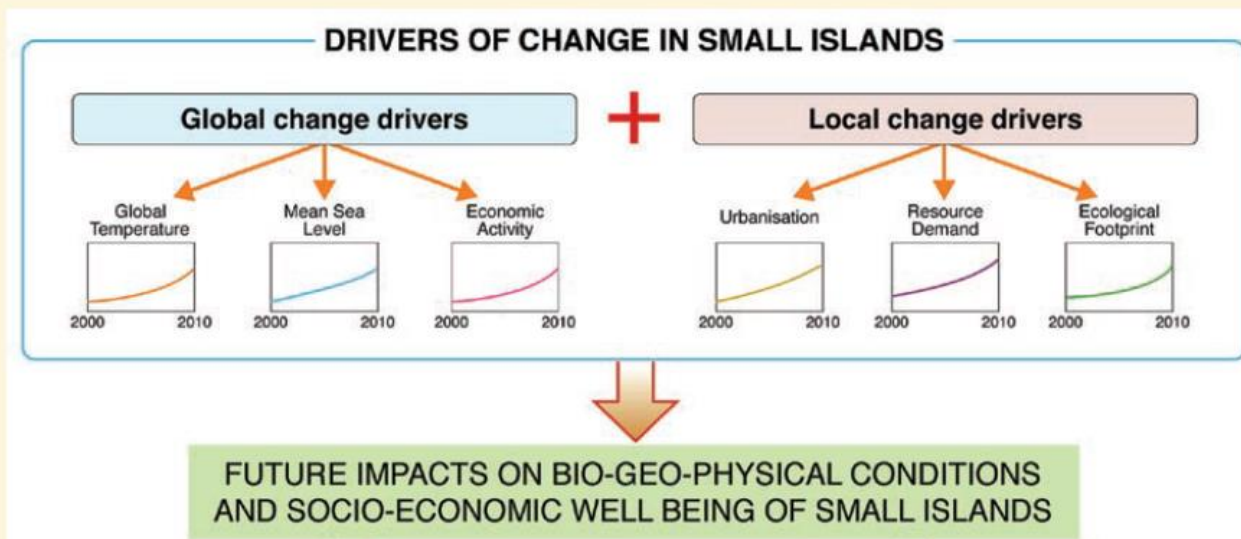 DRIVERS OF CHANGE IN SMALL ISLANDS
Global change drivers
+
Local change drivers
Global
Temperature
2000 2010
Mean Sea
Level
2000 2010
Economic
Activity
2000 2010
Urbanisation
2000 2010
Resource
Demand
2000 2010
Ecological
Footprint
2000 2010
FUTURE IMPACTS ON BIO-GEO-PHYSICAL CONDITIONS
AND SOCIO-ECONOMIC WELL BEING OF SMALL ISLANDS